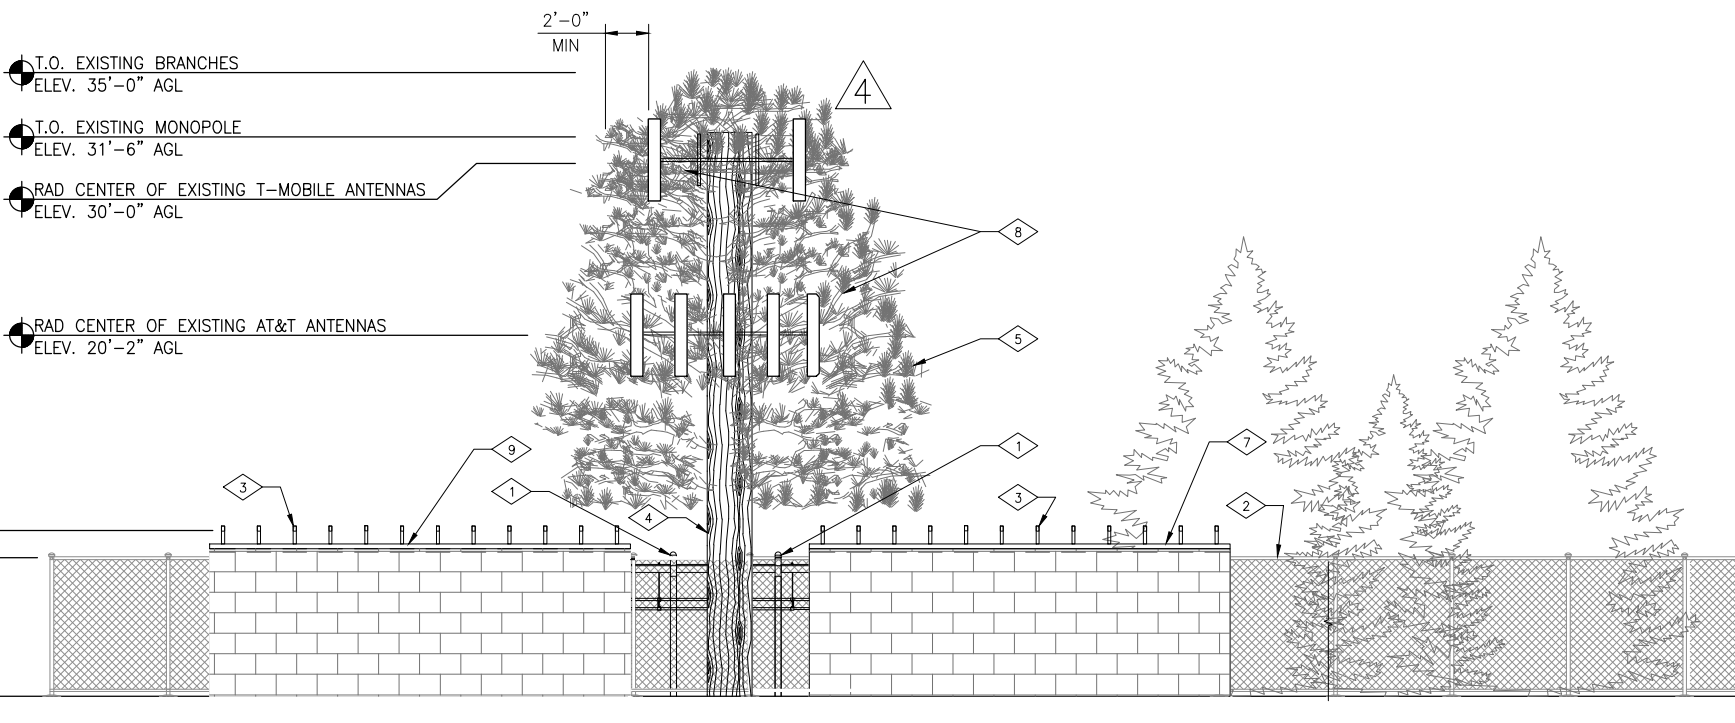 2'-0"
MIN
T.O. EXISTING BRANCHES
ELEV. 35'-0" AGL
4
T.O. EXISTING MONOPOLE
ELEV. 31'-6" AGL
RAD CENTER OF EXISTING T-MOBILE ANTENNAS
ELEV. 30'-0" AGL
8
RAD CENTER OF EXISTING AT&T ANTENNAS
ELEV. 20'-2" AGL
5
9
1
7
3
1
3
2
4